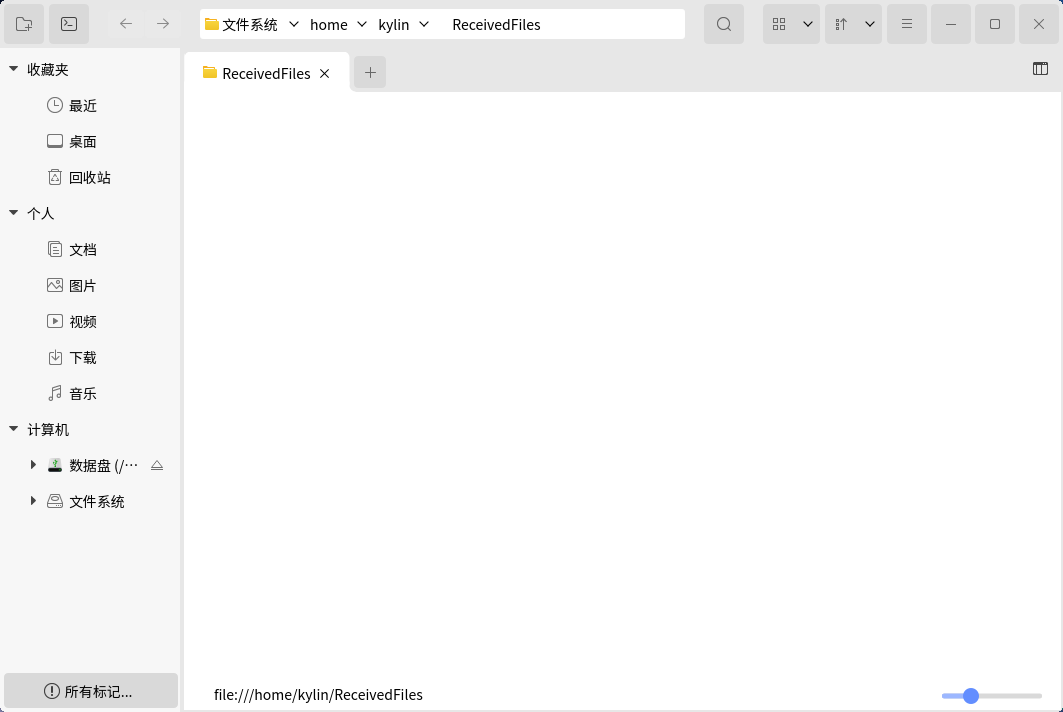 文件系统 home kylin ReceivedFiles
ReceivedFiles
收藏夹
最近
桌面
回收站
个人
文档
图片
视频
下载
音乐
计算机
数据盘 (/···
文件系统
所有标记...
file:///home/kylin/ReceivedFiles